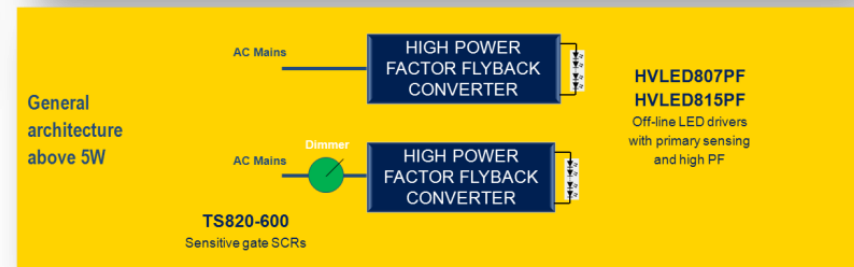 General
architecture
above 5W
AC Mains
HIGH POWER
FACTOR FLYBACK
CONVERTER
HVLED807PF
HVLED815PF
Off-line LED drivers
with primary sensing
and high PF
Dimmer
AC Mains
HIGH POWER
FACTOR FLYBACK
CONVERTER
TS820-600
Sensitive gate SCRs